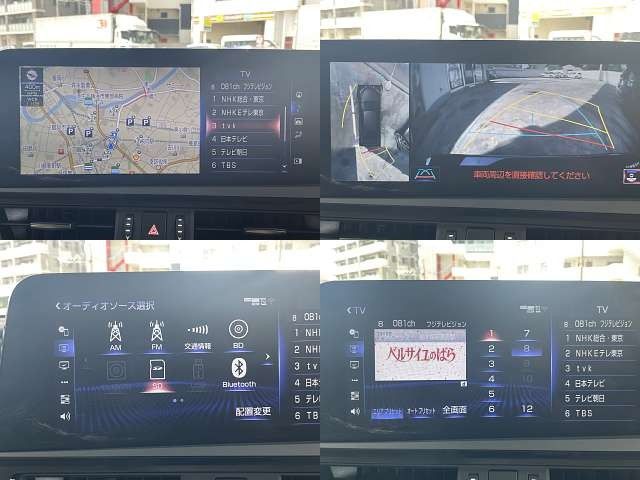 400m
TV
8 081ch フジテレビジョン
1 NHK総合・東京
2 NHKEテレ東京
3 tvk
4 日本テレビ
5 テレビ朝日
6 TBS
車両周辺を直接確認してください
オーディオソース選択
AM
FM
交通情報
BD
SD
Bluetooth
配置変更
8 081
1 NHK
2 NHK
3 tvk
4 日本テ
5 テレビ
6 TBS
TV
8 081ch フジテレビジョン
ベルサイユのばら
エリアプリセット
オートプリセット
全画面
1 7
2 8
3 9
4 10
5 11
6 12
TV
8 081ch
1 NHK総合・東京
2 NHKEテレ東京
3 tvk
4 日本テレビ
5 テレビ朝日
6 TBS